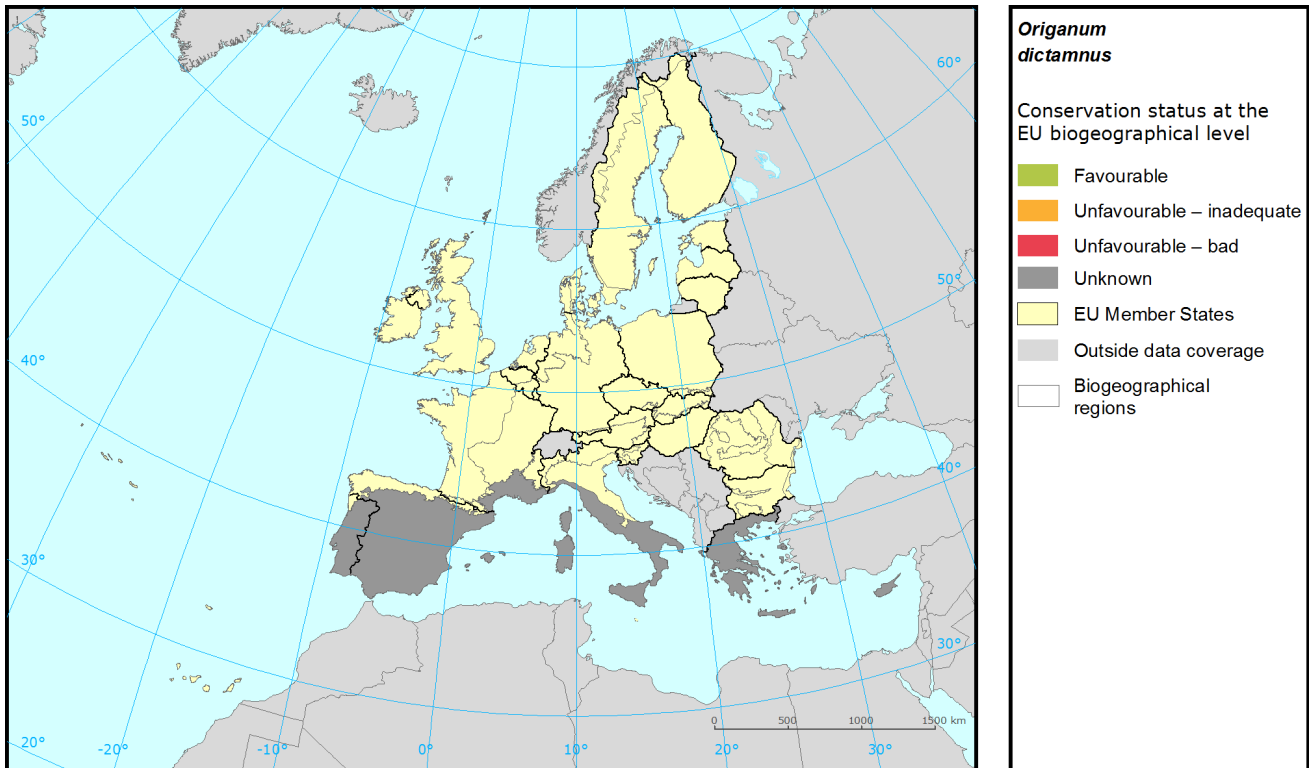 Origanum
dictamnus
Conservation status at the
EU biogeographical level
Favourable
Unfavourable – inadequate
Unfavourable – bad
Unknown
EU Member States
Outside data coverage
Biogeographical
regions
60°
50°
50°
40°
40°
30°
30°
0 500 1000 1500 km
20° -20° -10° 0° 10° 20° 30°